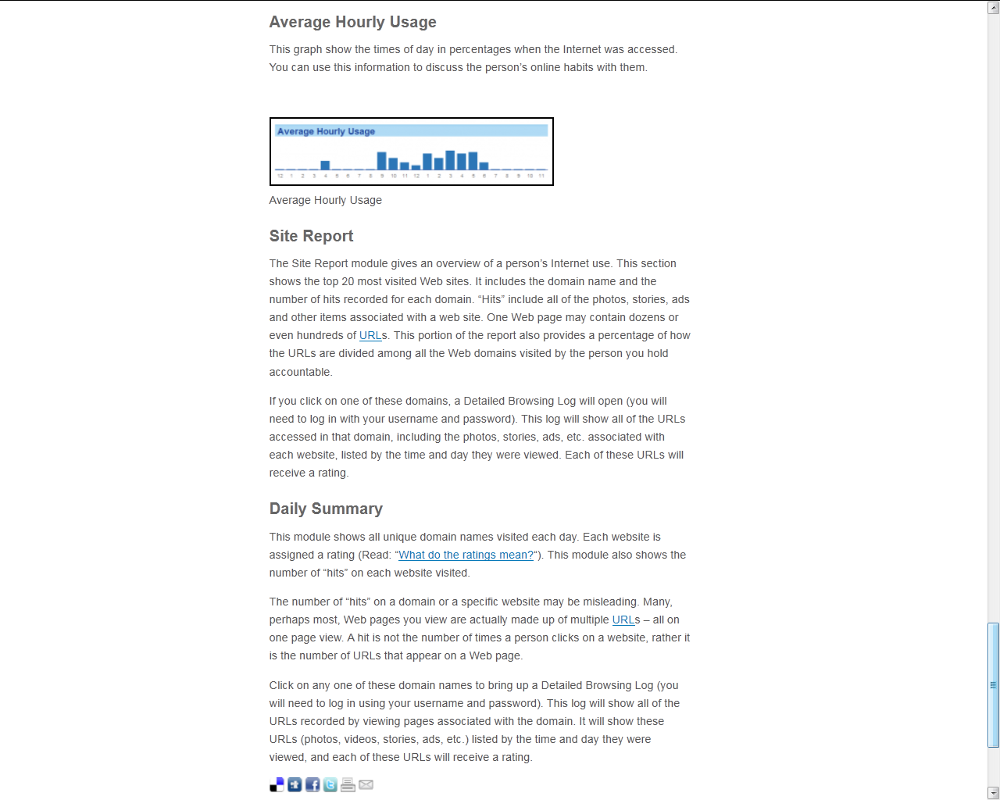 Average Hourly Usage
This graph show the times of day in percentages when the Internet was accessed.
You can use this information to discuss the person’s online habits with them.
Average Hourly Usage
12 1 2 3 4 5 6 7 8 9 10 11 12 1 2 3 4 5 6 7 8 9 10 11
Average Hourly Usage
Site Report
The Site Report module gives an overview of a person’s Internet use. This section
shows the top 20 most visited Web sites. It includes the domain name and the
number of hits recorded for each domain. “Hits” include all of the photos, stories, ads
and other items associated with a web site. One Web page may contain dozens or
even hundreds of URLs. This portion of the report also provides a percentage of how
the URLs are divided among all the Web domains visited by the person you hold
accountable.
If you click on one of these domains, a Detailed Browsing Log will open (you will
need to log in with your username and password). This log will show all of the URLs
accessed in that domain, including the photos, stories, ads, etc. associated with
each website, listed by the time and day they were viewed. Each of these URLs will
receive a rating.
Daily Summary
This module shows all unique domain names visited each day. Each website is
assigned a rating (Read: “What do the ratings mean?“). This module also shows the
number of “hits” on each website visited.
The number of “hits” on a domain or a specific website may be misleading. Many,
perhaps most, Web pages you view are actually made up of multiple URLs – all on
one page view. A hit is not the number of times a person clicks on a website, rather it
is the number of URLs that appear on a Web page.
Click on any one of these domain names to bring up a Detailed Browsing Log (you
will need to log in using your username and password). This log will show all of the
URLs recorded by viewing pages associated with the domain. It will show these
URLs (photos, videos, stories, ads, etc.) listed by the time and day they were
viewed, and each of these URLs will receive a rating.